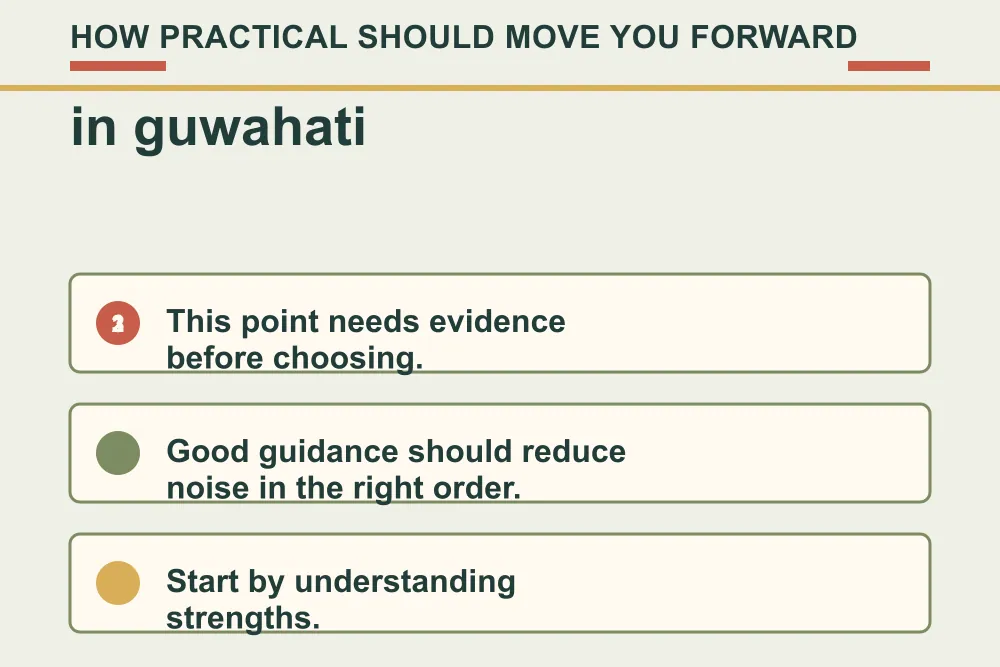 HOW PRACTICAL SHOULD MOVE YOU FORWARD
in guwahati
This point needs evidence
before choosing.
Good guidance should reduce
noise in the right order.
Start by understanding
strengths.